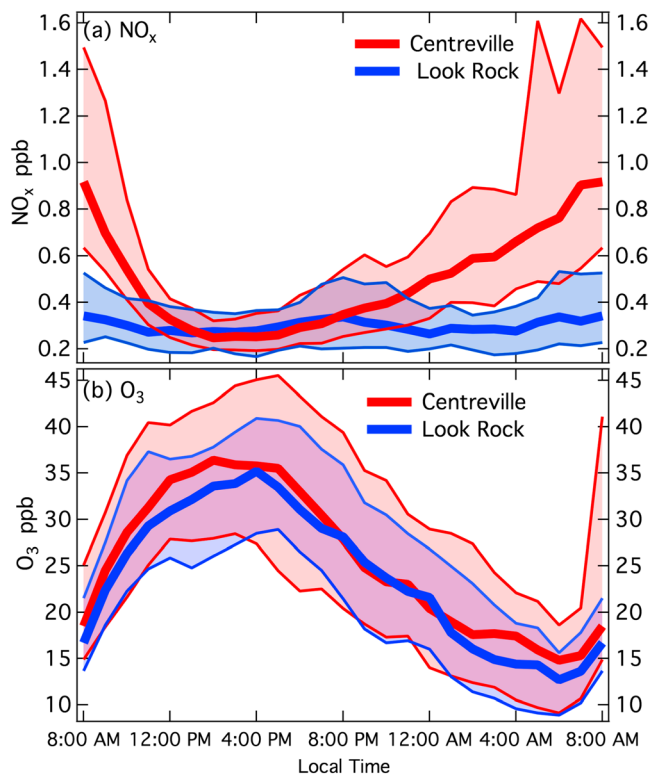 (a) NOx
Centreville
Look Rock
NOx ppb
1.6 1.6
1.4 1.4
1.2 1.2
1.0 1.0
0.8 0.8
0.6 0.6
0.4 0.4
0.2 0.2
(b) O3
Centreville
Look Rock
O3 ppb
45 45
40 40
35 35
30 30
25 25
20 20
15 15
10 10
8:00 AM 12:00 PM 4:00 PM 8:00 PM 12:00 AM 4:00 AM 8:00 AM
Local Time